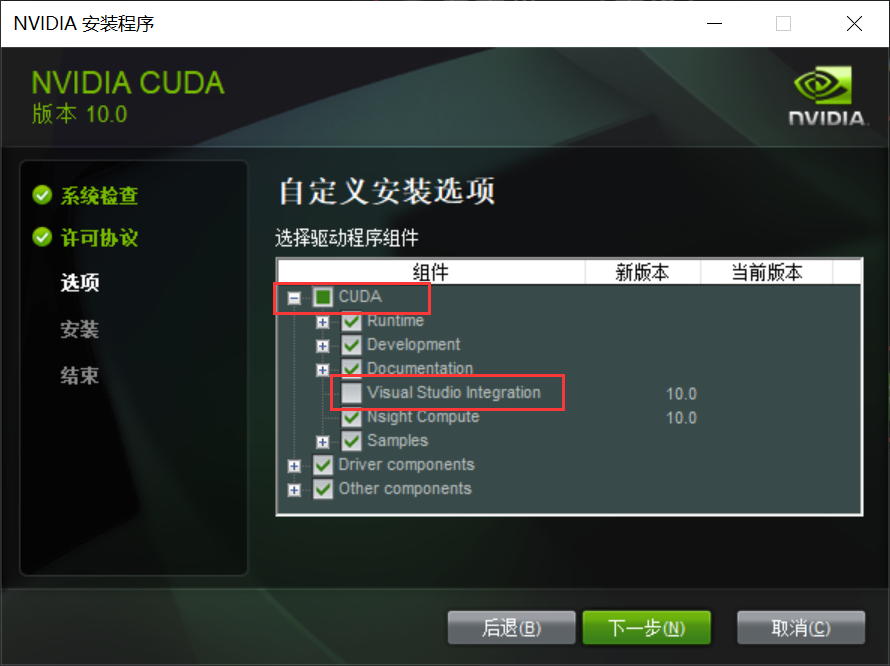 NVIDIA 安装程序
NVIDIA CUDA
版本 10.0
NVIDIA.
系统检查
许可协议
选项
安装
结束
自定义安装选项
选择驱动程序组件
组件 新版本 当前版本
CUDA
Runtime
Development
Documentation
Visual Studio Integration 10.0
Nsight Compute 10.0
Samples
Driver components
Other components
后退(B) 下一步(N) 取消(C)